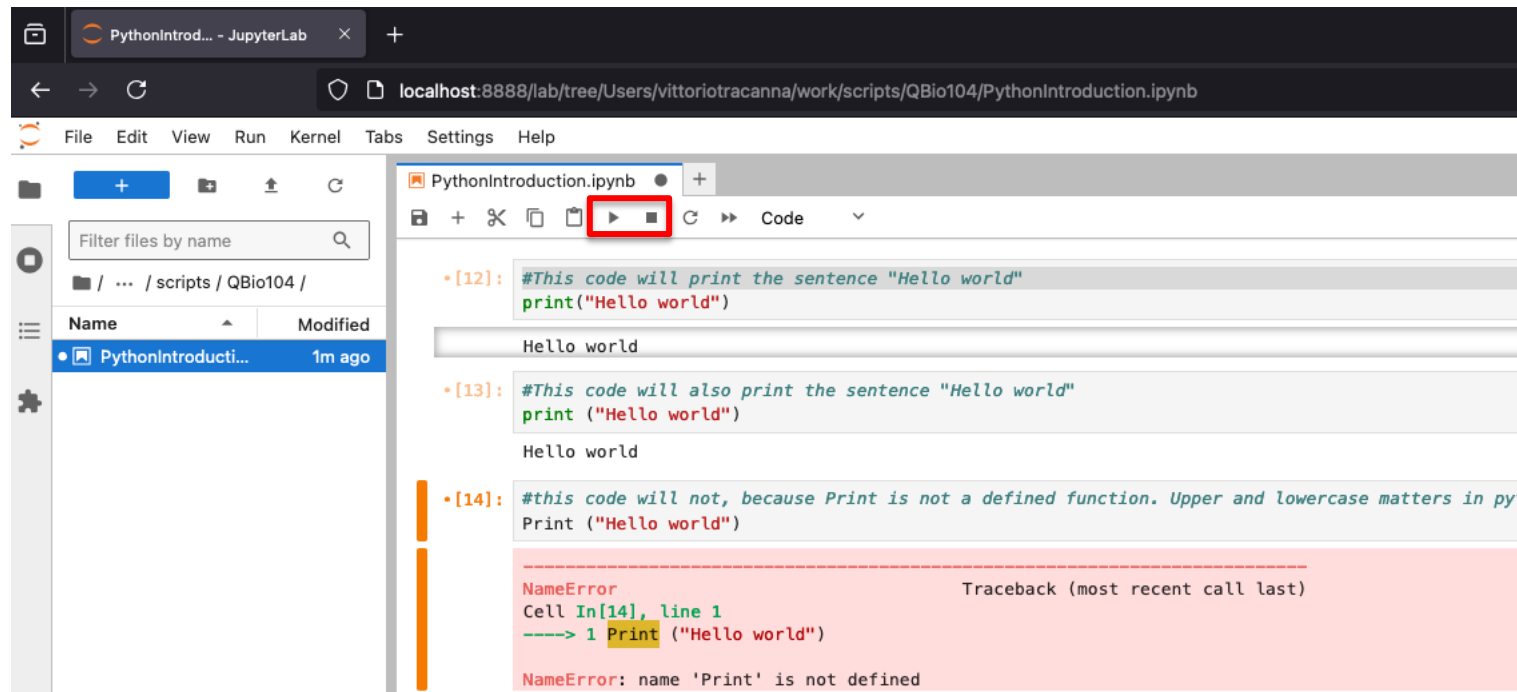 PythonIntrod... - JupyterLab
localhost:8888/lab/tree/Users/vittoriotracanna/work/scripts/QBio104/PythonIntroduction.ipynb
File Edit View Run Kernel Tabs Settings Help
PythonIntroduction.ipynb
Code
Filter files by name
/ ... / scripts / QBio104 /
Name Modified
PythonIntroducti... 1m ago
[12]: #This code will print the sentence "Hello world"
print("Hello world")
Hello world
[13]: #This code will also print the sentence "Hello world"
print ("Hello world")
Hello world
[14]: #this code will not, because Print is not a defined function. Upper and lowercase matters in py
Print ("Hello world")
---------------------------------------------------------------------------
NameError Traceback (most recent call last)
Cell In[14], line 1
----> 1 Print ("Hello world")
NameError: name 'Print' is not defined